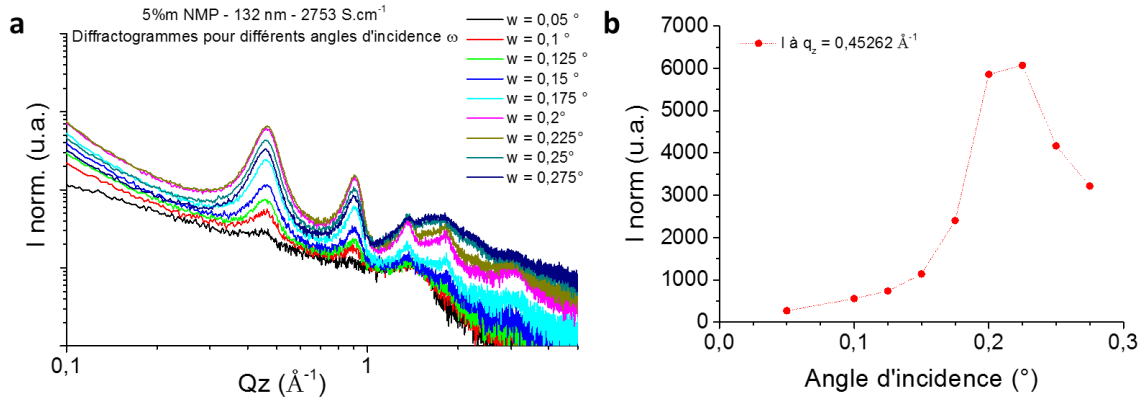 a
5%m NMP - 132 nm - 2753 S.cm⁻¹
Diffractogrammes pour différents angles d'incidence ω
w = 0,05 °
w = 0,1 °
w = 0,125 °
w = 0,15 °
w = 0,175 °
w = 0,2°
w = 0,225°
w = 0,25°
w = 0,275°
I norm. (u.a.)
0,1
1
Qz (Å⁻¹)
b
I à q_z = 0,45262 Å⁻¹
I norm (u.a.)
7000
6000
5000
4000
3000
2000
1000
0
0,0
0,1
0,2
0,3
Angle d'incidence (°)